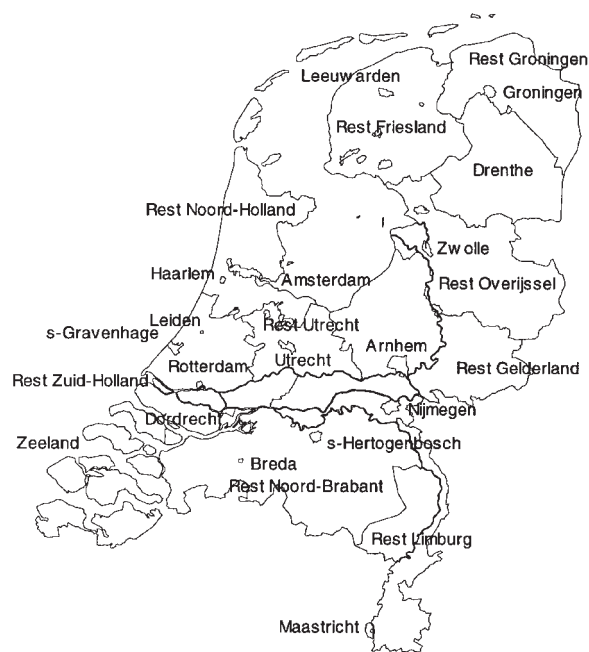 Rest Groningen
Leeuwarden
Groningen
Rest Friesland
Drenthe
Rest Noord-Holland
Zwolle
Haarlem
Amsterdam
Rest Overijssel
Leiden
Rest Utrecht
s-Gravenhage
Arnhem
Utrecht
Rotterdam
Rest Gelderland
Rest Zuid-Holland
Nijmegen
Dordrecht
Zeeland
s-Hertogenbosch
Breda
Rest Noord-Brabant
Rest Limburg
Maastricht